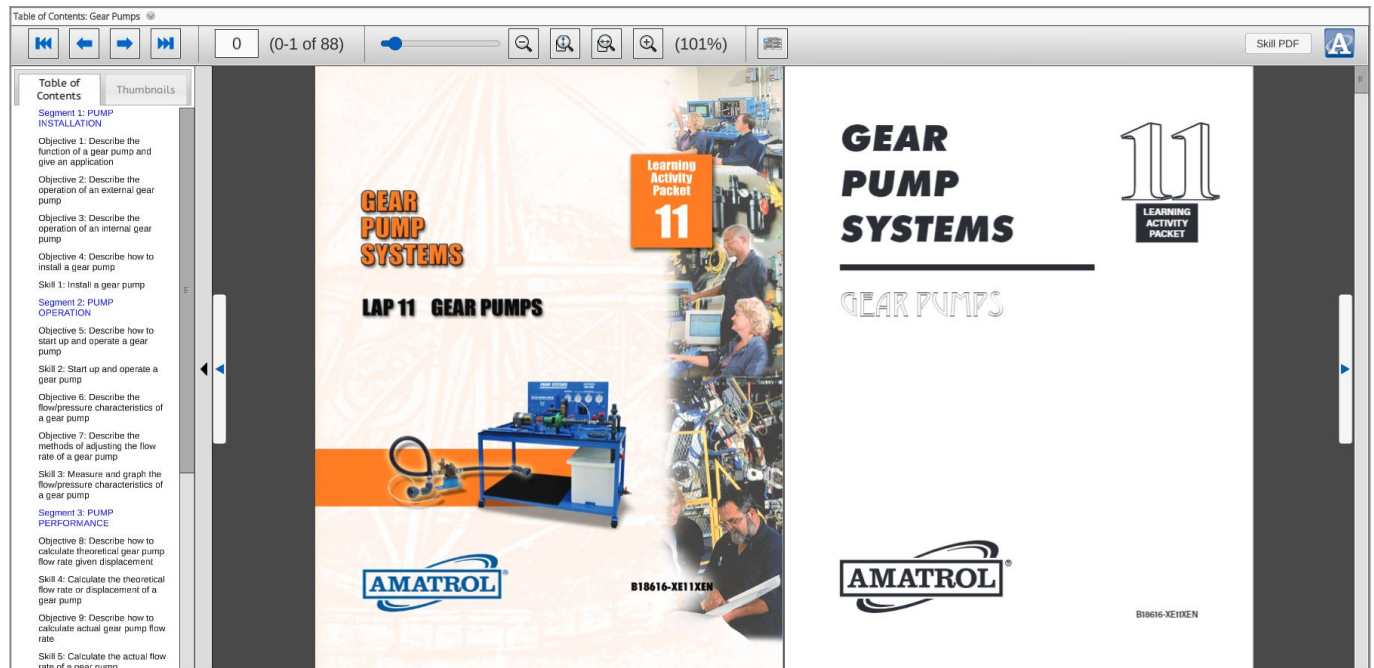 Table of Contents: Gear Pumps
0
(0-1 of 88)
(101%)
Skill PDF
A
Table of
Contents
Thumbnails
Segment 1: PUMP
INSTALLATION
Objective 1: Describe the
function of a gear pump and
give an application
Objective 2: Describe the
operation of an external gear
pump
Objective 3: Describe the
operation of an internal gear
pump
Objective 4: Describe how to
install a gear pump
Skill 1: Install a gear pump
Segment 2: PUMP
OPERATION
Objective 5: Describe how to
start up and operate a gear
pump
Skill 2: Start up and operate a
gear pump
Objective 6: Describe the
flow/pressure characteristics of
a gear pump
Objective 7: Describe the
methods of adjusting the flow
rate of a gear pump
Skill 3: Measure and graph the
flow/pressure characteristics of
a gear pump
Segment 3: PUMP
PERFORMANCE
Objective 8: Describe how to
calculate theoretical gear pump
flow rate given displacement
Skill 4: Calculate the theoretical
flow rate or displacement of a
gear pump
Objective 9: Describe how to
calculate actual gear pump flow
rate
Skill 5: Calculate the actual flow
rate of a gear pump
Learning
Activity
Packet
11
GEAR
PUMP
SYSTEMS
LAP 11 GEAR PUMPS
PUMP SYSTEMS
AMATROL®
B18616-XE11XEN
GEAR
PUMP
SYSTEMS
11
LEARNING
ACTIVITY
PACKET
GEAR PUMPS
AMATROL®
B18616-XE11XEN